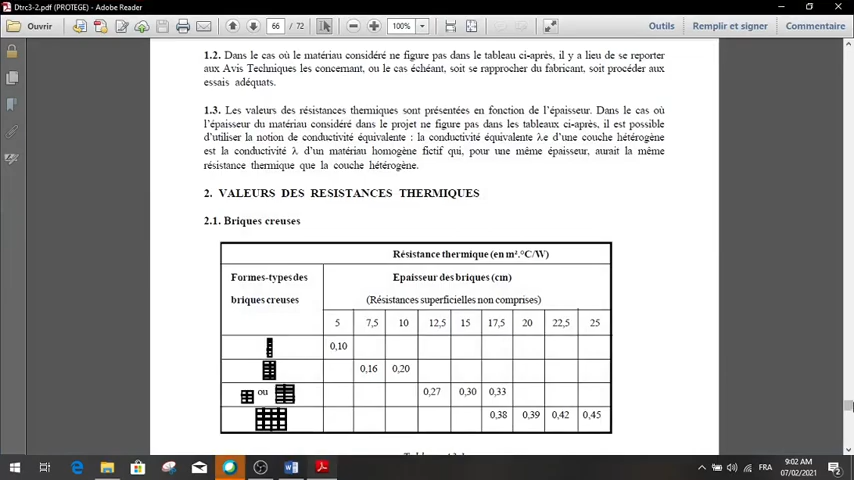 Dtrc3-2.pdf (PROTEGE) - Adobe Reader
Ouvrir
66 / 72
100%
Outils
Remplir et signer
Commentaire
1.2. Dans le cas où le matériau considéré ne figure pas dans le tableau ci-après, il y a lieu de se reporter
aux Avis Techniques les concernant, ou le cas échéant, soit se rapprocher du fabricant, soit procéder aux
essais adéquats.
1.3. Les valeurs des résistances thermiques sont présentées en fonction de l'épaisseur. Dans le cas où
l'épaisseur du matériau considéré dans le projet ne figure pas dans les tableaux ci-après, il est possible
d'utiliser la notion de conductivité équivalente : la conductivité équivalente λe d'une couche hétérogène
est la conductivité λ d'un matériau homogène fictif qui, pour une même épaisseur, aurait la même
résistance thermique que la couche hétérogène.
2. VALEURS DES RESISTANCES THERMIQUES
2.1. Briques creuses
Résistance thermique (en m².°C/W)
Formes-types des
briques creuses
Epaisseur des briques (cm)
(Résistances superficielles non comprises)
5 7,5 10 12,5 15 17,5 20 22,5 25
0,10
0,16 0,20
ou 0,27 0,30 0,33
0,38 0,39 0,42 0,45
FRA
9:02 AM
07/02/2021
2